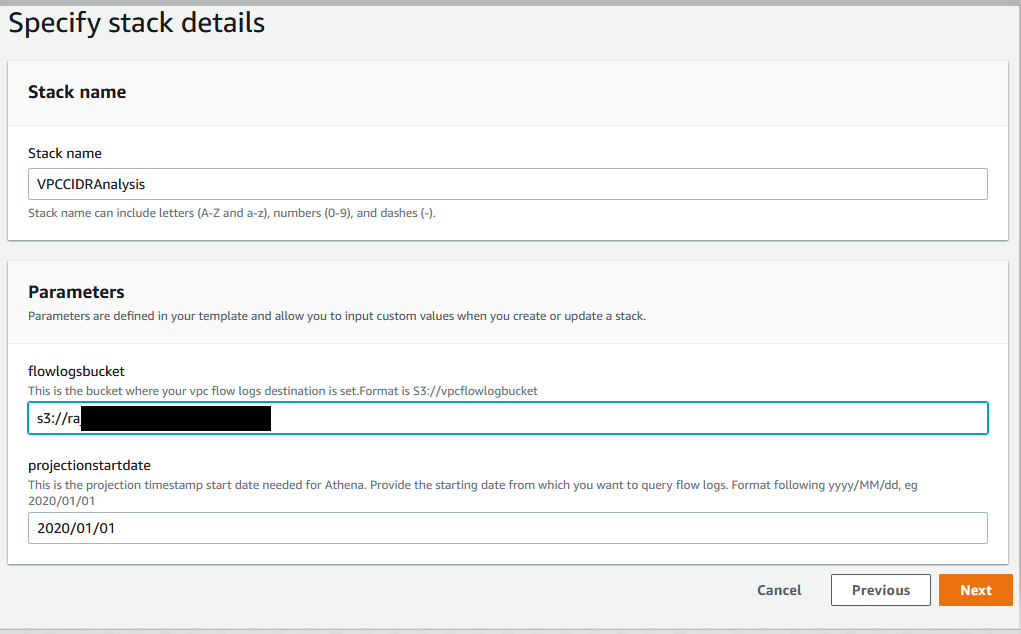 Specify stack details
Stack name
Stack name
VPCCIDRAnalysis
Stack name can include letters (A-Z and a-z), numbers (0-9), and dashes (-).
Parameters
Parameters are defined in your template and allow you to input custom values when you create or update a stack.
flowlogsbucket
This is the bucket where your vpc flow logs destination is set.Format is S3://vpcflowlogbucket
s3://ra
projectionstartdate
This is the projection timestamp start date needed for Athena. Provide the starting date from which you want to query flow logs. Format following yyyy/MM/dd, eg
2020/01/01
2020/01/01
Cancel Previous Next